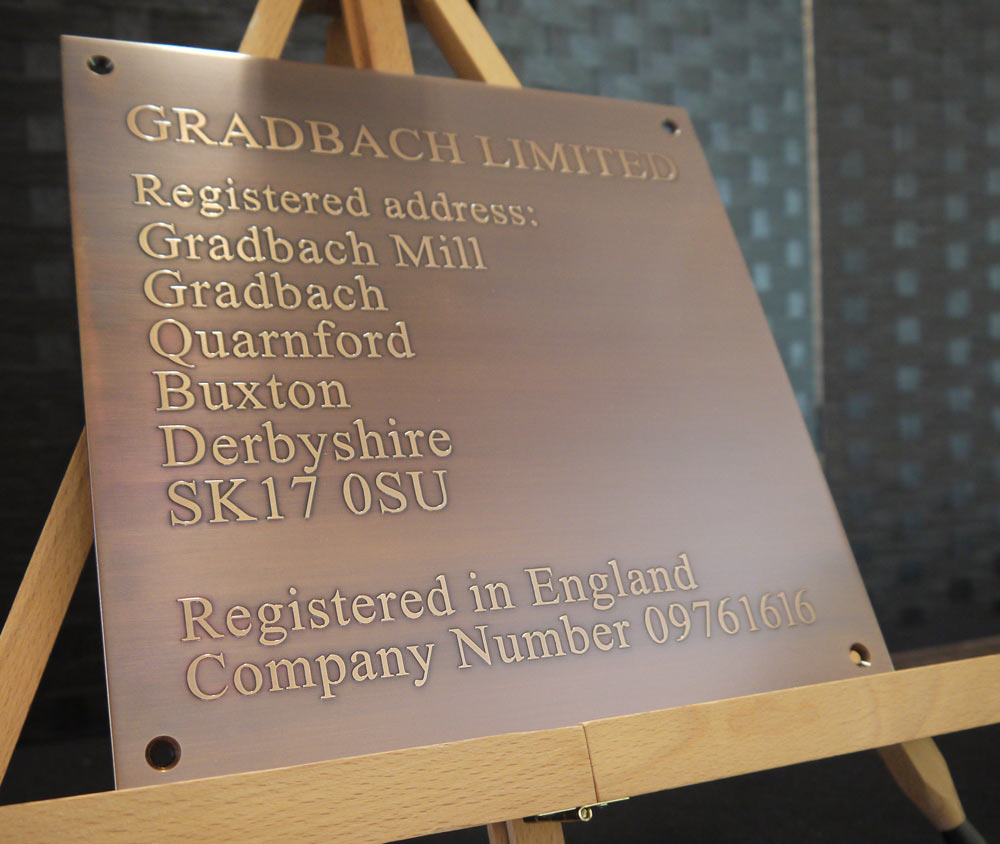 GRADBACH LIMITED
Registered address:
Gradbach Mill
Gradbach
Quarnford
Buxton
Derbyshire
SK17 0SU
Registered in England
Company Number 09761616